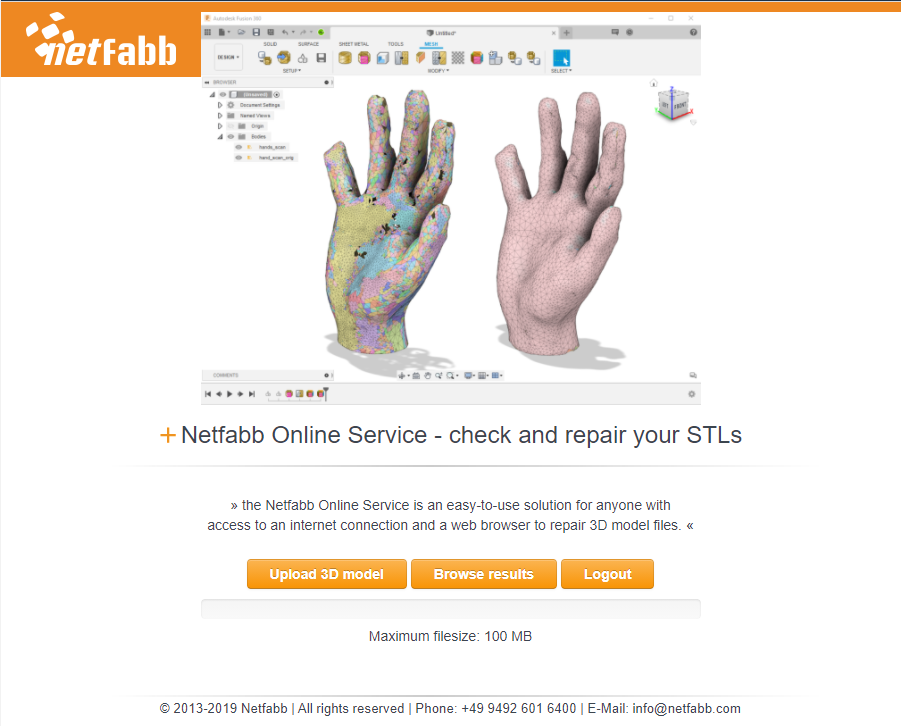 netfabb
Autodesk Fusion 360
Untitled*
SOLID SURFACE SHEET METAL TOOLS MESH
DESIGN
SETUP MODIFY SELECT
BROWSER
(Unsaved)
Document Settings
Named Views
Origin
Bodies
hands_scan
hand_scan_orig
FRONT
COMMENTS
+ Netfabb Online Service - check and repair your STLs
» the Netfabb Online Service is an easy-to-use solution for anyone with
access to an internet connection and a web browser to repair 3D model files. «
Upload 3D model Browse results Logout
Maximum filesize: 100 MB
© 2013-2019 Netfabb | All rights reserved | Phone: +49 9492 601 6400 | E-Mail: info@netfabb.com